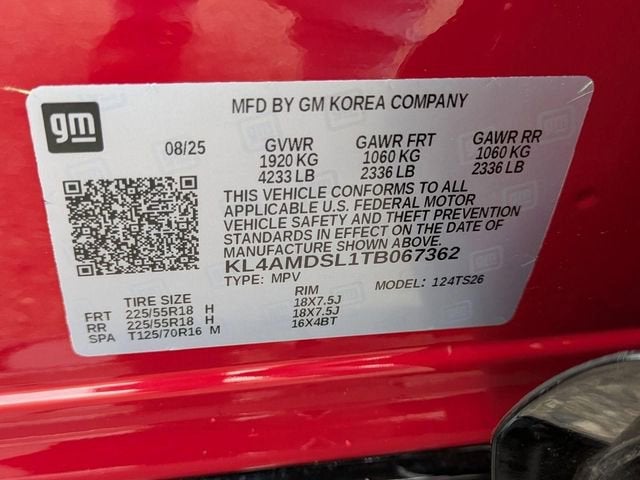 gm
MFD BY GM KOREA COMPANY
08/25 GVWR GAWR FRT GAWR RR
1920 KG 1060 KG 1060 KG
4233 LB 2336 LB 2336 LB
THIS VEHICLE CONFORMS TO ALL
APPLICABLE U.S. FEDERAL MOTOR
VEHICLE SAFETY AND THEFT PREVENTION
STANDARDS IN EFFECT ON THE DATE OF
MANUFACTURE SHOWN ABOVE.
KL4AMDSL1TB067362
TYPE: MPV MODEL: 124TS26
TIRE SIZE RIM
FRT 225/55R18 H 18X7.5J
RR 225/55R18 H 18X7.5J
SPA T125/70R16 M 16X4BT